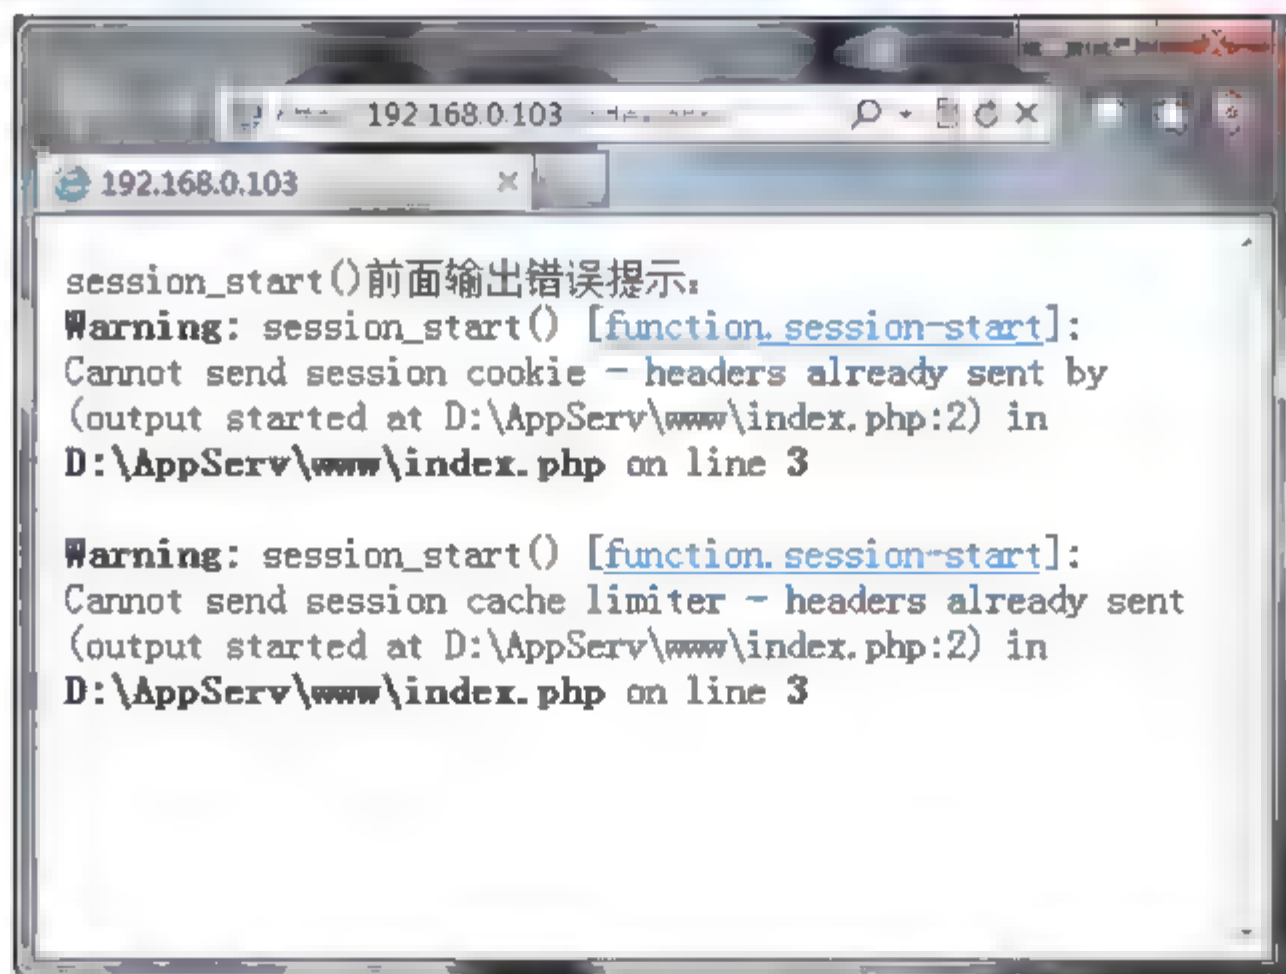 192.168.0.103
192.168.0.103
session_start()前面输出错误提示：
Warning: session_start() [function.session-start]:
Cannot send session cookie - headers already sent by
(output started at D:\AppServ\www\index.php:2) in
D:\AppServ\www\index.php on line 3
Warning: session_start() [function.session-start]:
Cannot send session cache limiter - headers already sent
(output started at D:\AppServ\www\index.php:2) in
D:\AppServ\www\index.php on line 3